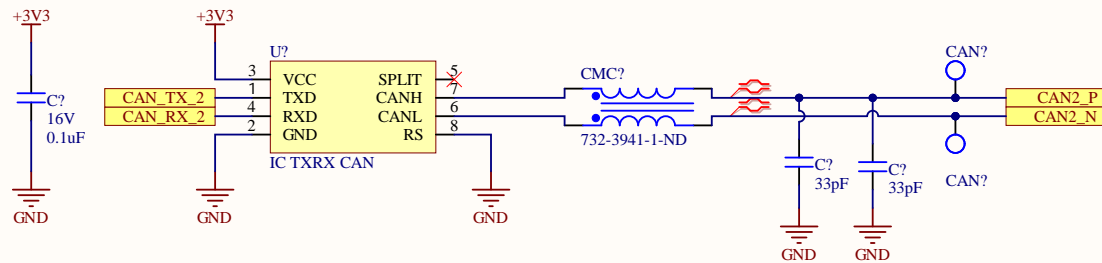 +3V3
+3V3
C?
16V
0.1uF
GND
CAN_TX_2
CAN_RX_2
U?
3 VCC SPLIT 5
1 TXD CANH 7
4 RXD CANL 6
2 GND RS 8
IC TXRX CAN
GND
GND
CMC?
732-3941-1-ND
C?
33pF
GND
C?
33pF
GND
CAN?
CAN?
CAN2_P
CAN2_N